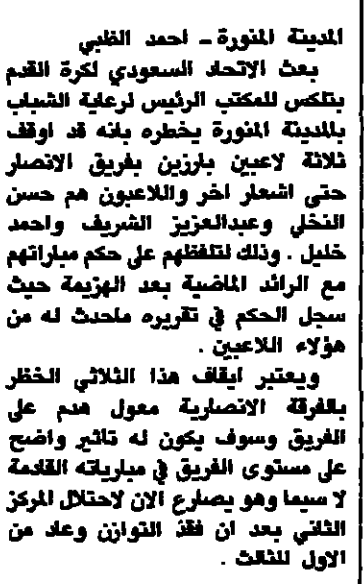 المدينة المنورة ـ احمد الظبي
بعث الاتحاد السعودي لكرة القدم
بتلكس للمكتب الرئيس لرعاية الشباب
بالمدينة المنورة يخطره بانه قد اوقف
ثلاثة لاعبين بارزين بفريق الانصار
حتى اشعار اخر واللاعبون هم حسن
النخلي وعبدالعزيز الشريف واحمد
خليل . وذلك لتلفظهم على حكم مباراتهم
مع الرائد الماضية بعد الهزيمة حيث
سجل الحكم في تقريره ماحدث له من
هؤلاء اللاعبين .
ويعتبر ايقاف هذا الثلاثي الخطر
بالفرقة الانصارية معول هدم على
الفريق وسوف يكون له تاثير واضح
على مستوى الفريق في مبارياته القادمة
لا سيما وهو يصارع الان لاحتلال المركز
الثاني بعد ان فقد التوازن وعاد من
الاول للثالث .